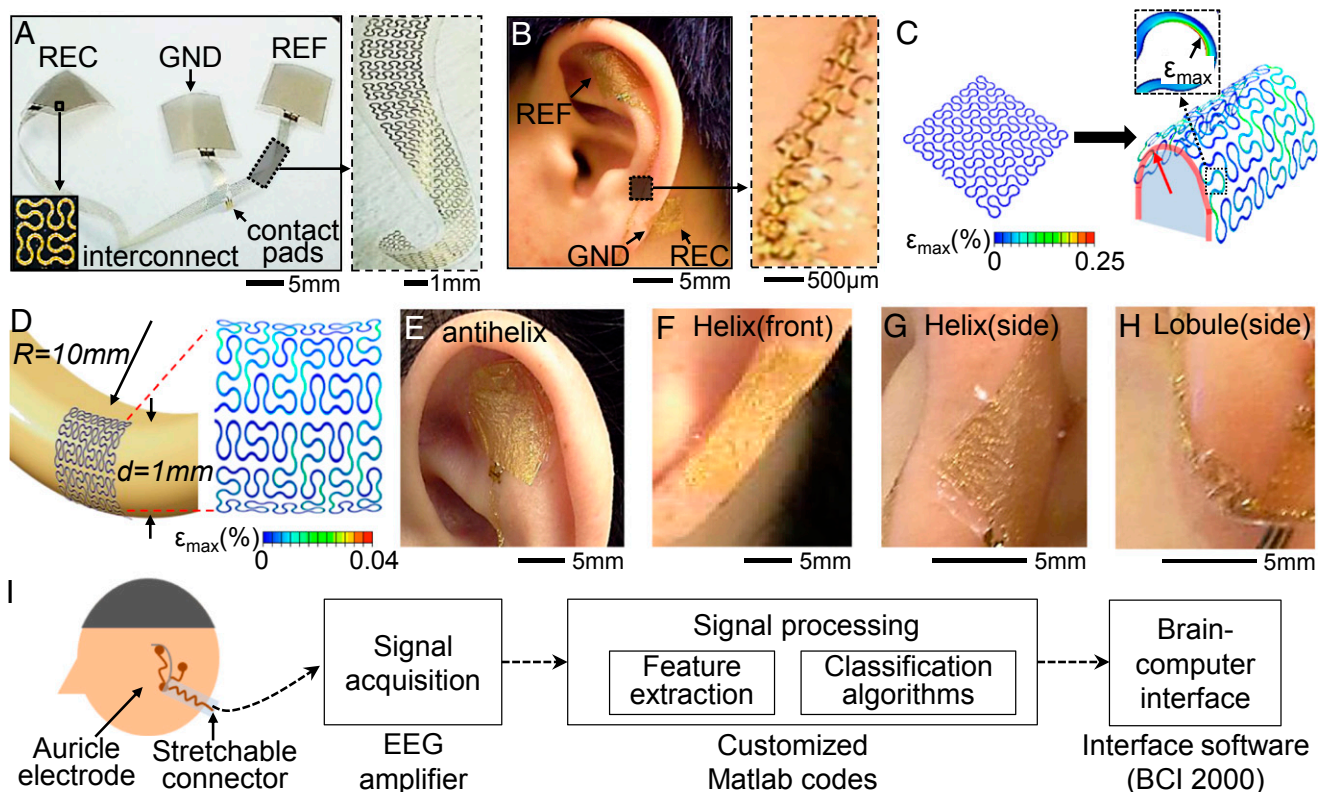 A
REC
GND
REF
interconnect
contact
pads
5mm
1mm
B
REF
GND
REC
5mm
500μm
C
εmax
εmax(%)
0
0.25
D
R=10mm
d=1mm
εmax(%)
0
0.04
E
antihelix
5mm
F
Helix(front)
5mm
G
Helix(side)
5mm
H
Lobule(side)
5mm
I
Auricle
electrode
Stretchable
connector
Signal
acquisition
EEG
amplifier
Signal processing
Feature
extraction
Classification
algorithms
Customized
Matlab codes
Brain-
computer
interface
Interface software
(BCI 2000)